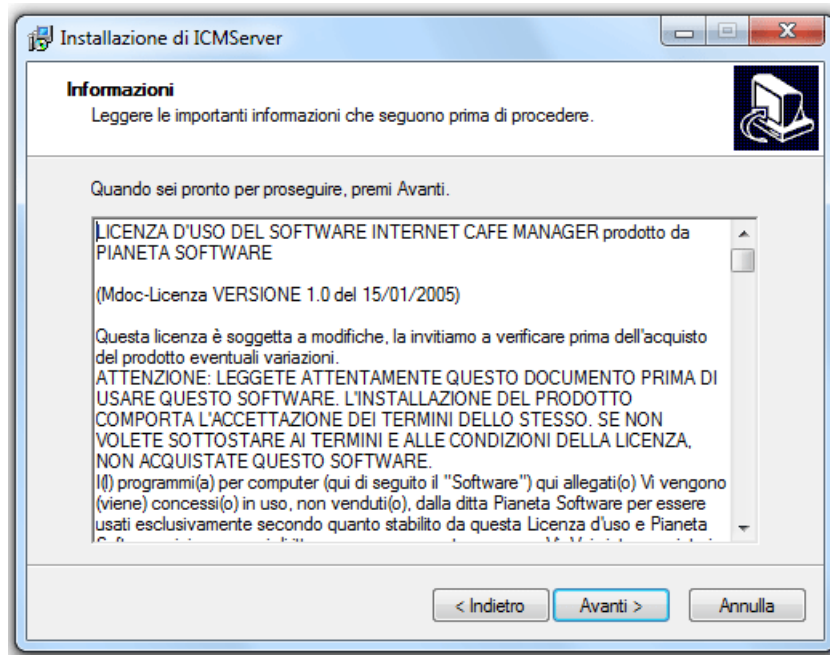 Installazione di ICMServer
Informazioni
Leggere le importanti informazioni che seguono prima di procedere.
Quando sei pronto per proseguire, premi Avanti.
LICENZA D'USO DEL SOFTWARE INTERNET CAFE MANAGER prodotto da
PIANETA SOFTWARE
(Mdoc-Licenza VERSIONE 1.0 del 15/01/2005)
Questa licenza è soggetta a modifiche, la invitiamo a verificare prima dell'acquisto
del prodotto eventuali variazioni.
ATTENZIONE: LEGGETE ATTENTAMENTE QUESTO DOCUMENTO PRIMA DI
USARE QUESTO SOFTWARE. L'INSTALLAZIONE DEL PRODOTTO
COMPORTA L'ACCETTAZIONE DEI TERMINI DELLO STESSO. SE NON
VOLETE SOTTOSTARE AI TERMINI E ALLE CONDIZIONI DELLA LICENZA,
NON ACQUISTATE QUESTO SOFTWARE.
I(l) programmi(a) per computer (qui di seguito il "Software") qui allegati(o) Vi vengono
(viene) concessi(o) in uso, non venduti(o), dalla ditta Pianeta Software per essere
usati esclusivamente secondo quanto stabilito da questa Licenza d'uso e Pianeta
< Indietro
Avanti >
Annulla